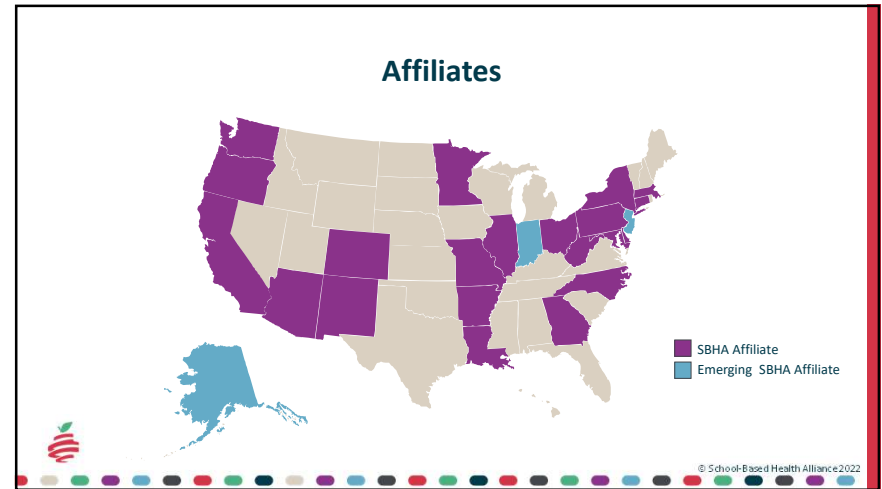 Affiliates
SBHA Affiliate
Emerging SBHA Affiliate
© School-Based Health Alliance 2022